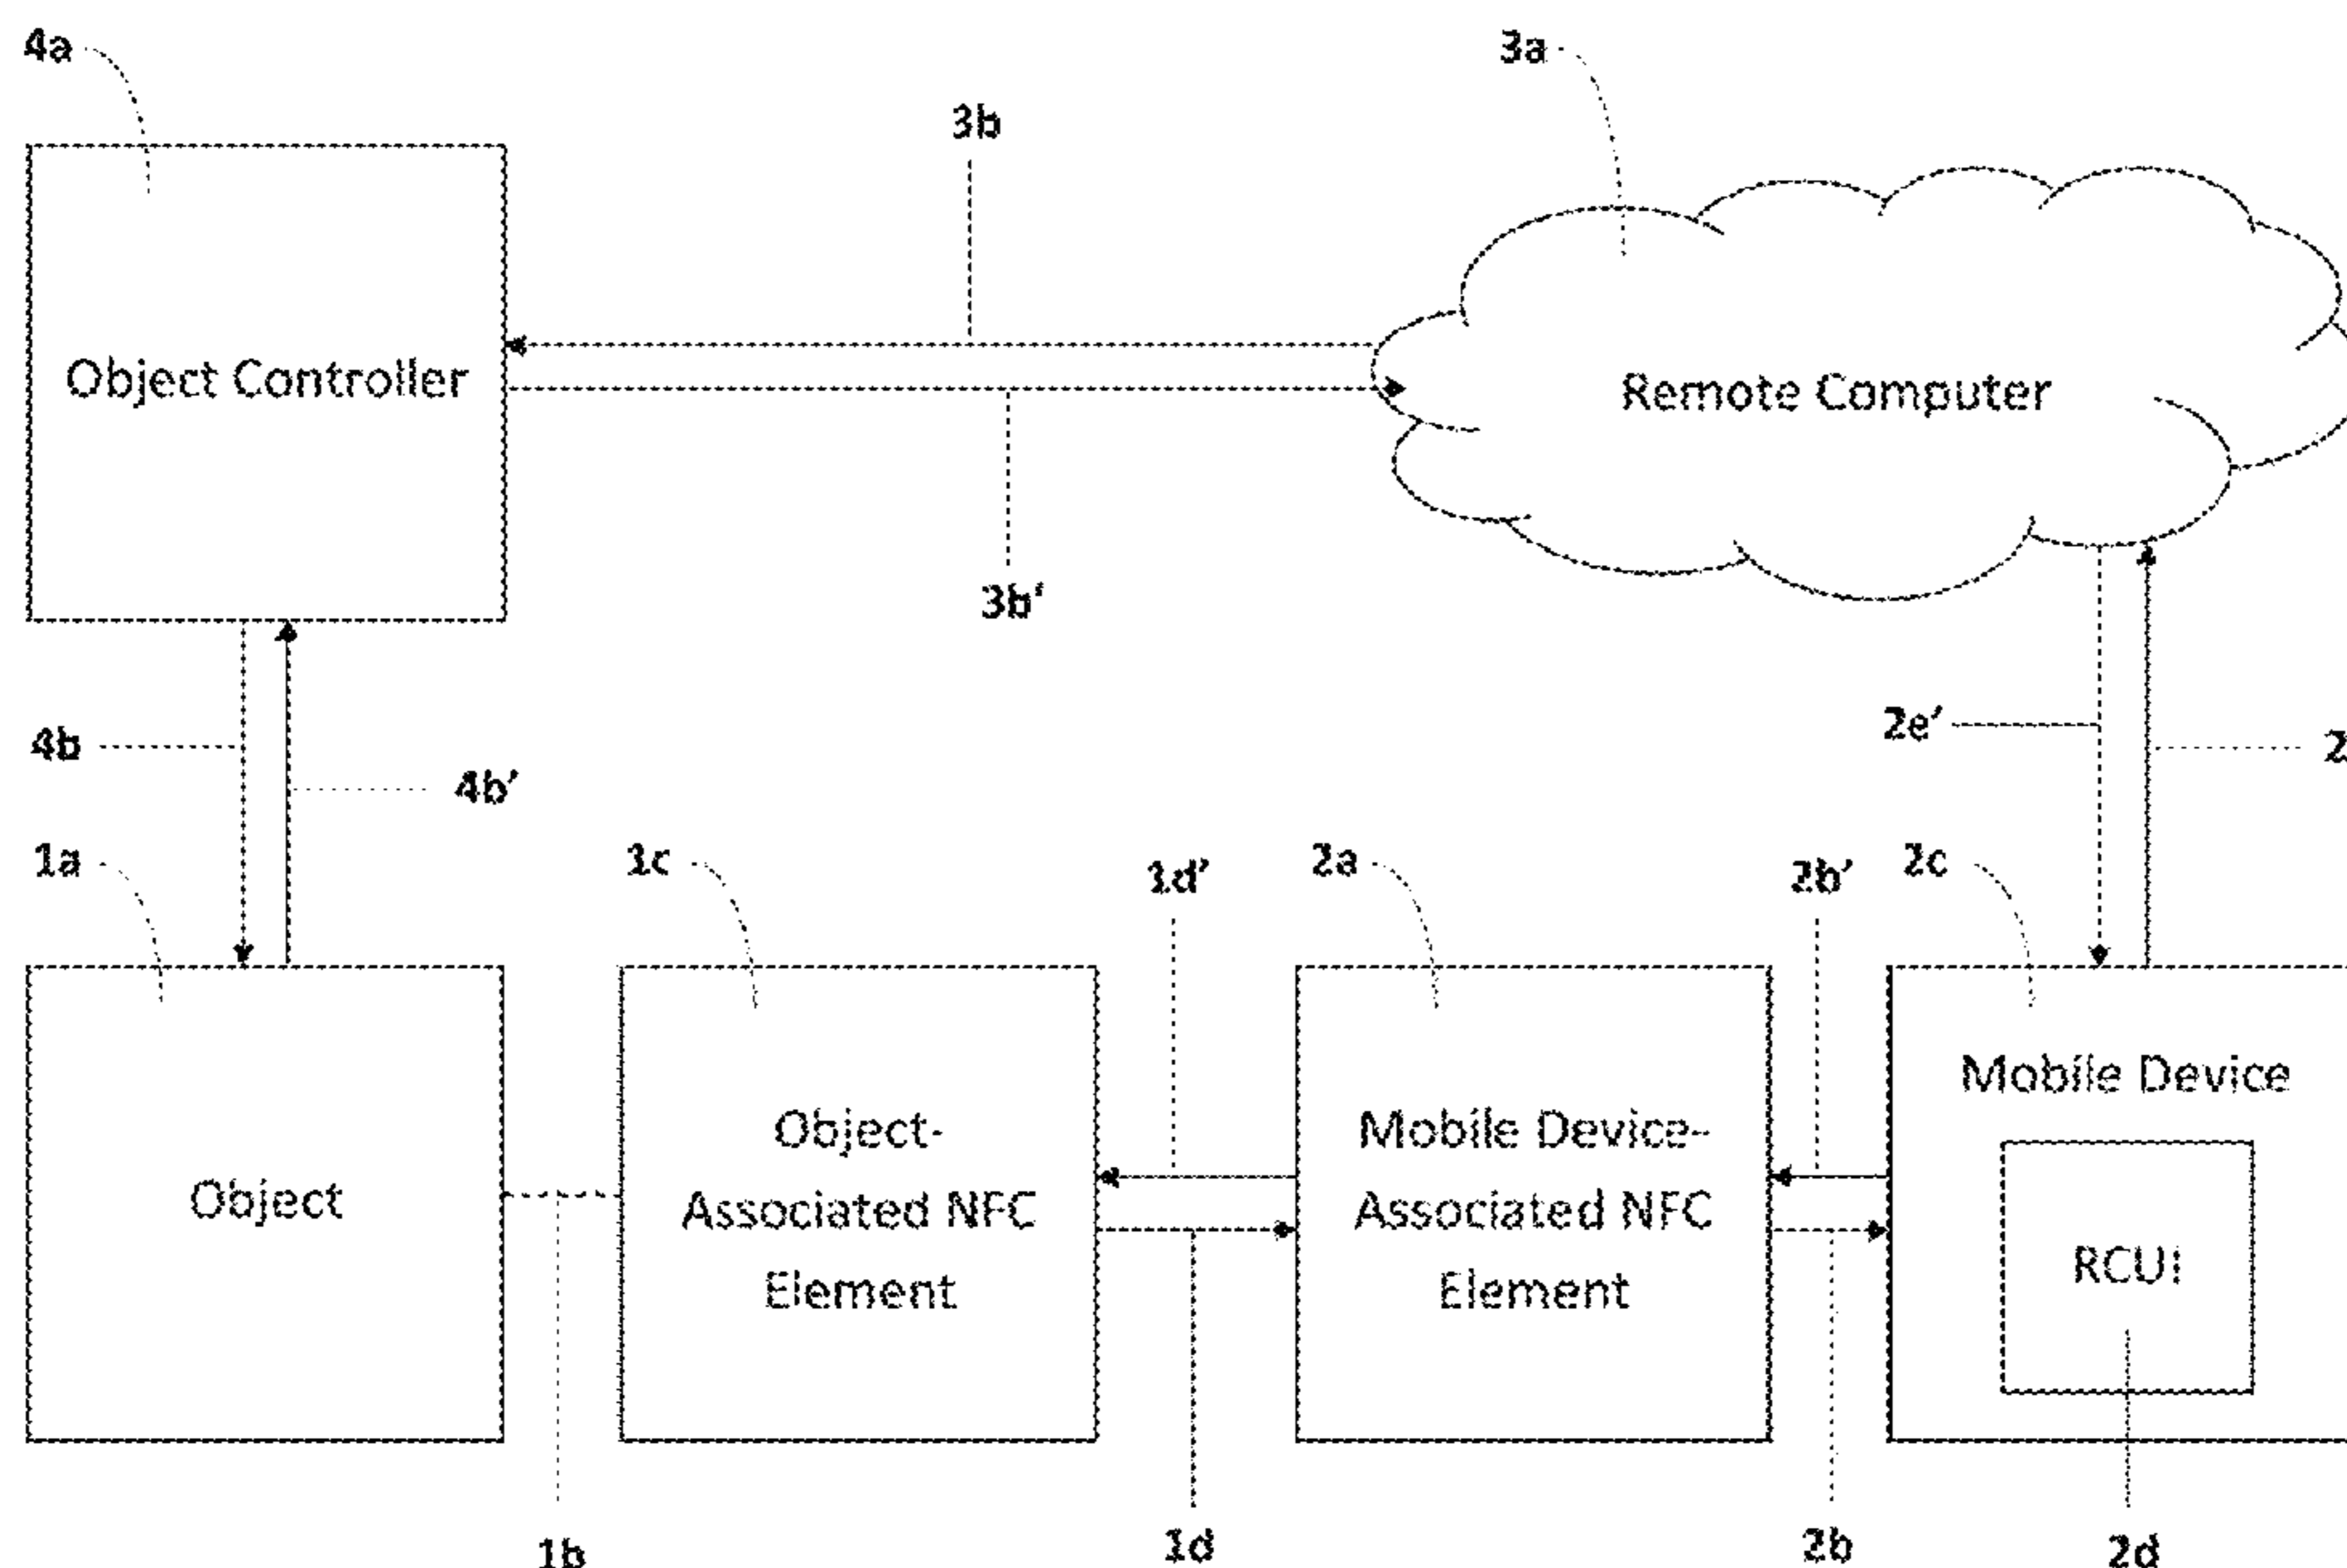 4a
3a
3b
Object Controller
Remote Computer
3b'
2e'
4b
4b'
1a
1c
1d'
2a
2b'
2c
Mobile Device
Object-
Associated NFC
Element
Mobile Device-
Associated NFC
Element
Object
RCUI
1b
1d
2b
2d